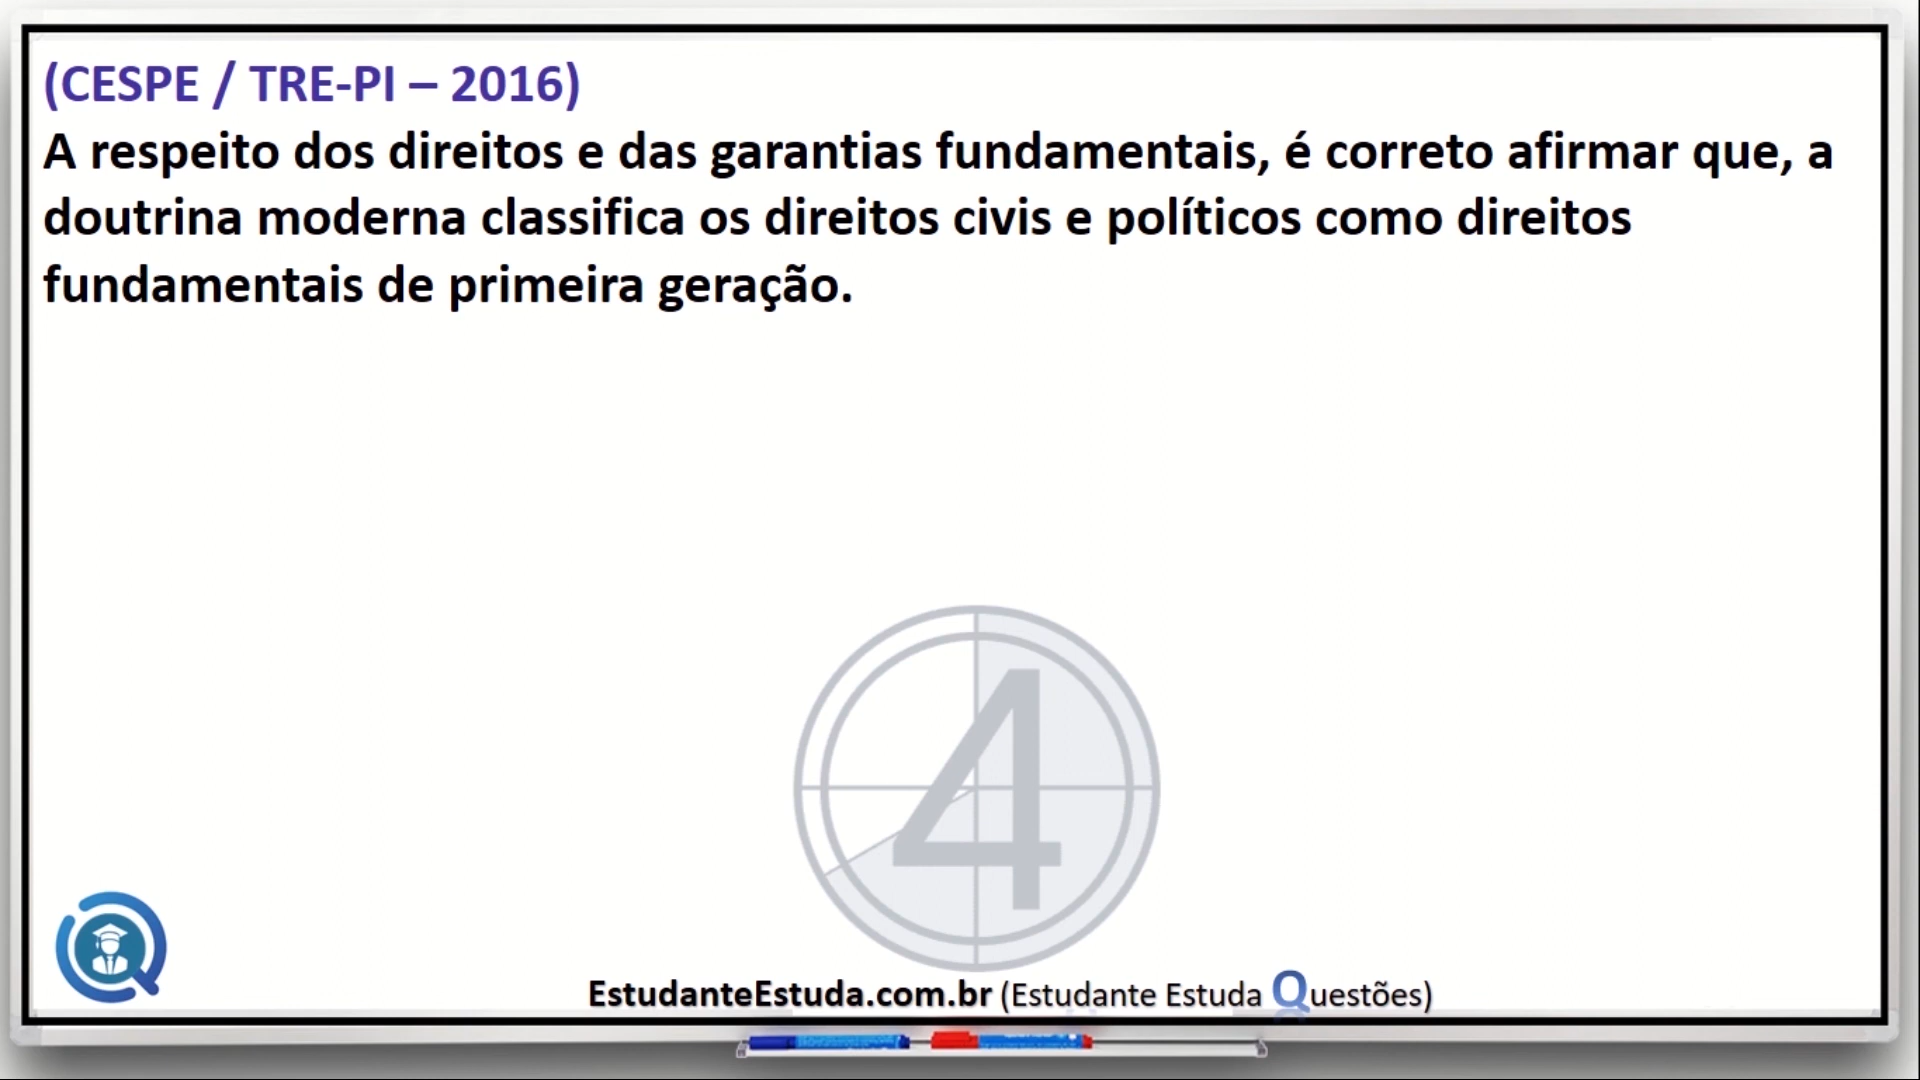 (CESPE / TRE-PI – 2016)
A respeito dos direitos e das garantias fundamentais, é correto afirmar que, a
doutrina moderna classifica os direitos civis e políticos como direitos
fundamentais de primeira geração.
4
EstudanteEstuda.com.br (Estudante Estuda Questões)